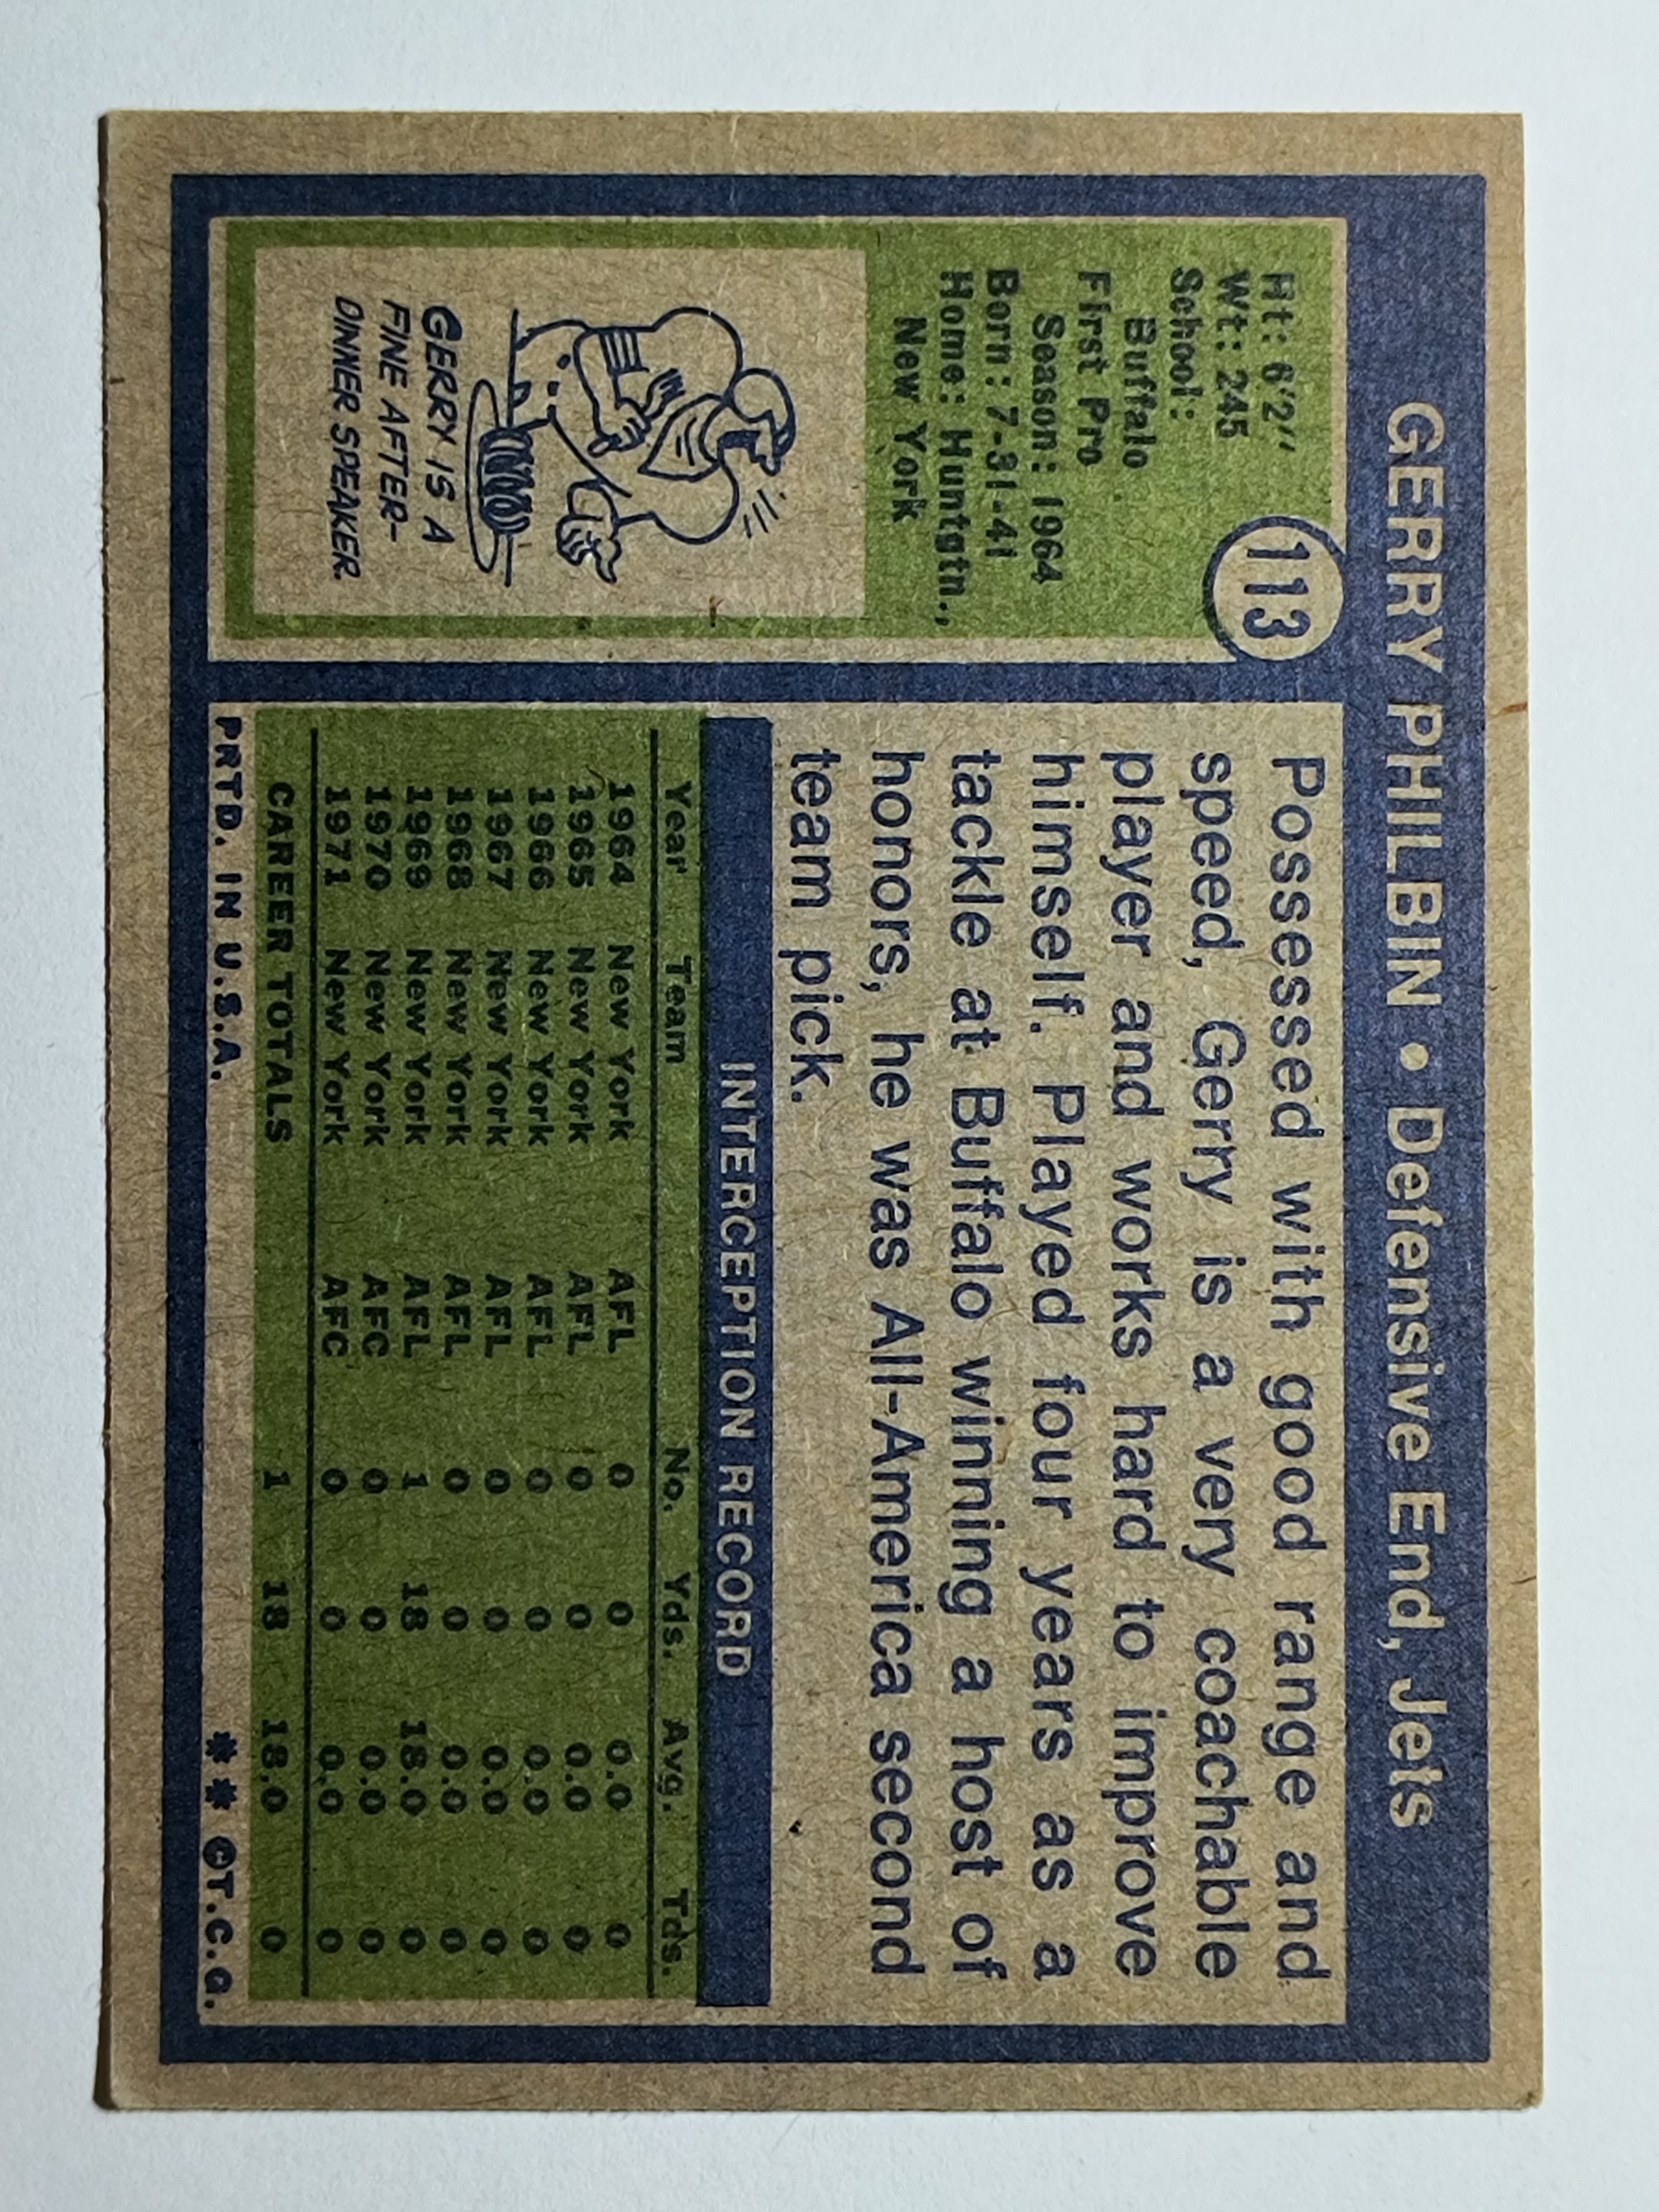 GERRY PHILBIN • Defensive End, Jets
113
Ht: 6'2"
Wt: 245
School:
Buffalo
First Pro
Season: 1964
Born: 7-31-41
Home: Huntgtn.,
New York
GERRY IS A
FINE AFTER-
DINNER SPEAKER.
Possessed with good range and
speed, Gerry is a very coachable
player and works hard to improve
himself. Played four years as a
tackle at Buffalo winning a host of
honors, he was All-America second
team pick.
INTERCEPTION RECORD
Year Team No. Yds. Avg. Tds.
1964 New York AFL 0 0 0.0 0
1965 New York AFL 0 0 0.0 0
1966 New York AFL 0 0 0.0 0
1967 New York AFL 0 0 0.0 0
1968 New York AFL 0 0 0.0 0
1969 New York AFL 1 18 18.0 0
1970 New York AFC 0 0 0.0 0
1971 New York AFC 0 0 0.0 0
CAREER TOTALS 1 18 18.0 0
PRTD. IN U.S.A. ** ©T.C.G.